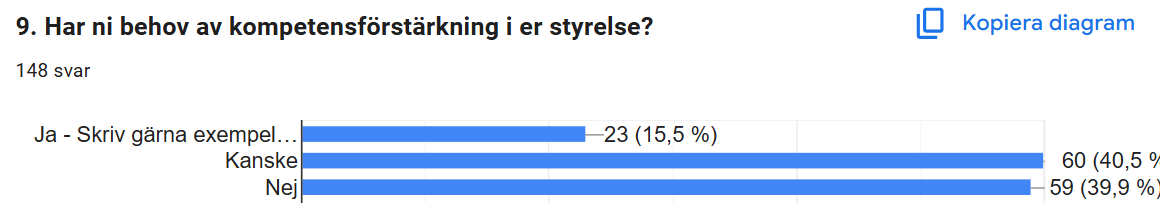 9. Har ni behov av kompetensförstärkning i er styrelse?
Kopiera diagram
148 svar
Ja - Skriv gärna exempel… 23 (15,5 %)
Kanske 60 (40,5 %
Nej 59 (39,9 %)